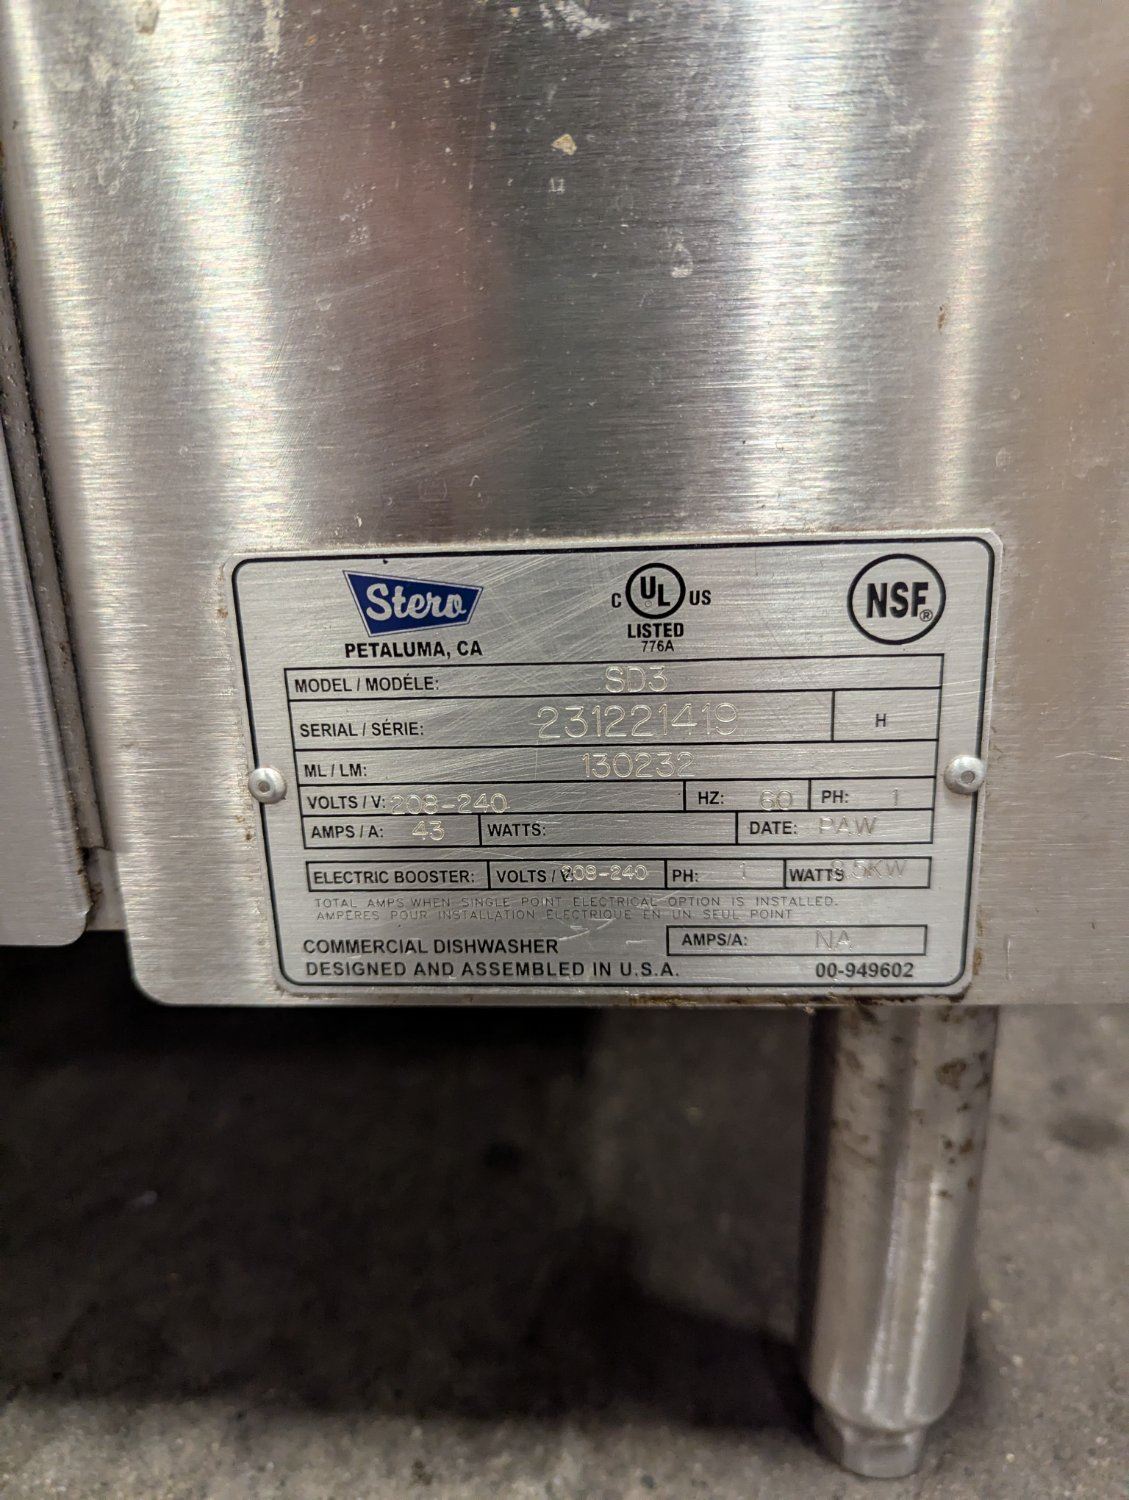 Stero
PETALUMA, CA
C UL US
LISTED
776A
NSF®
MODEL / MODÉLE: SD3
SERIAL / SÉRIE: 231221419 H
ML / LM: 130232
VOLTS / V: 208-240 HZ: 60 PH: 1
AMPS / A: 43 WATTS: DATE: PAW
ELECTRIC BOOSTER: VOLTS / V 208-240 PH: 1 WATTS 8.5KW
TOTAL AMPS WHEN SINGLE POINT ELECTRICAL OPTION IS INSTALLED.
AMPÈRES POUR INSTALLATION ÉLECTRIQUE EN UN SEUL POINT
COMMERCIAL DISHWASHER AMPS/A: NA
DESIGNED AND ASSEMBLED IN U.S.A. 00-949602